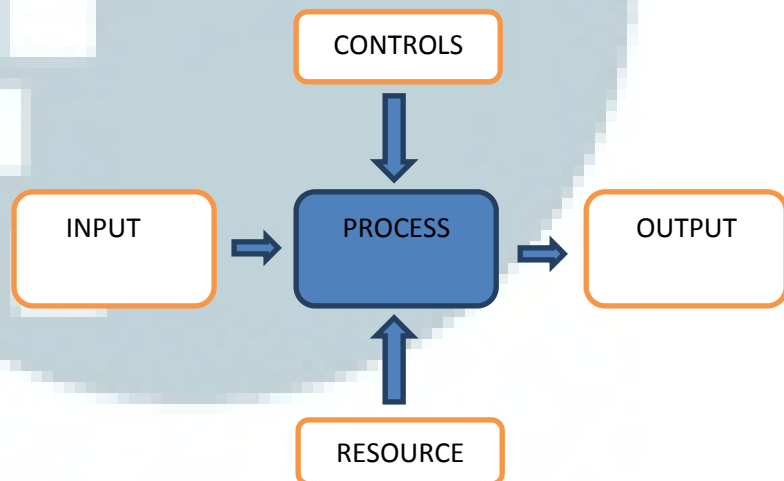 CONTROLS
INPUT
PROCESS
OUTPUT
RESOURCE